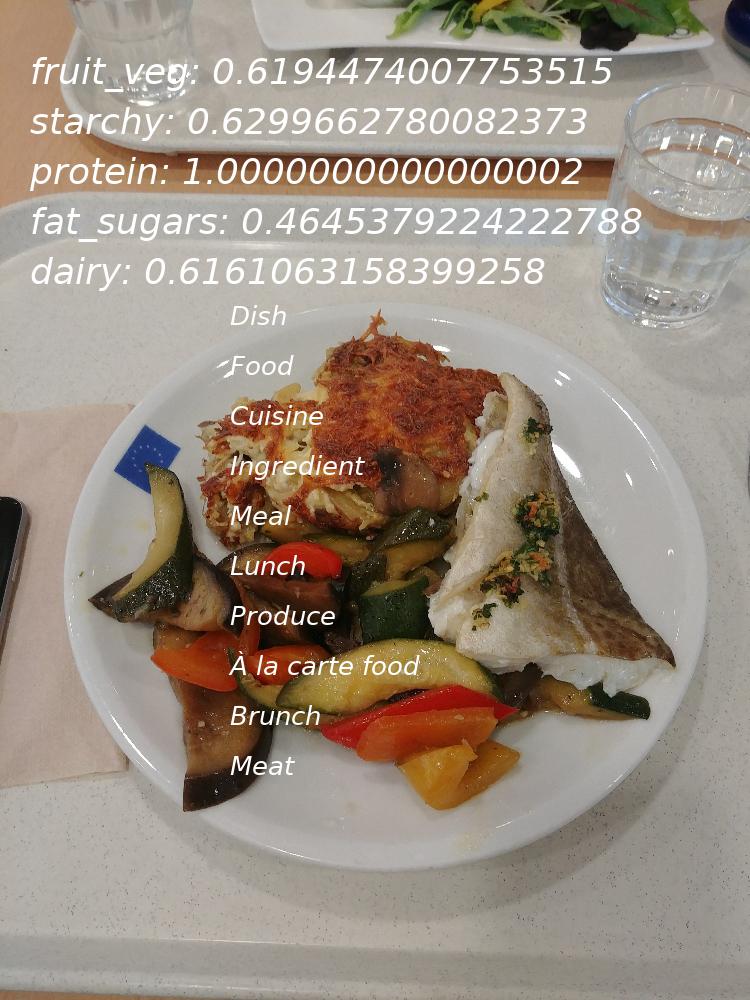 fruit_veg: 0.6194474007753515
starchy: 0.6299662780082373
protein: 1.0000000000000002
fat_sugars: 0.4645379224222788
dairy: 0.6161063158399258
Dish
Food
Cuisine
Ingredient
Meal
Lunch
Produce
À la carte food
Brunch
Meat